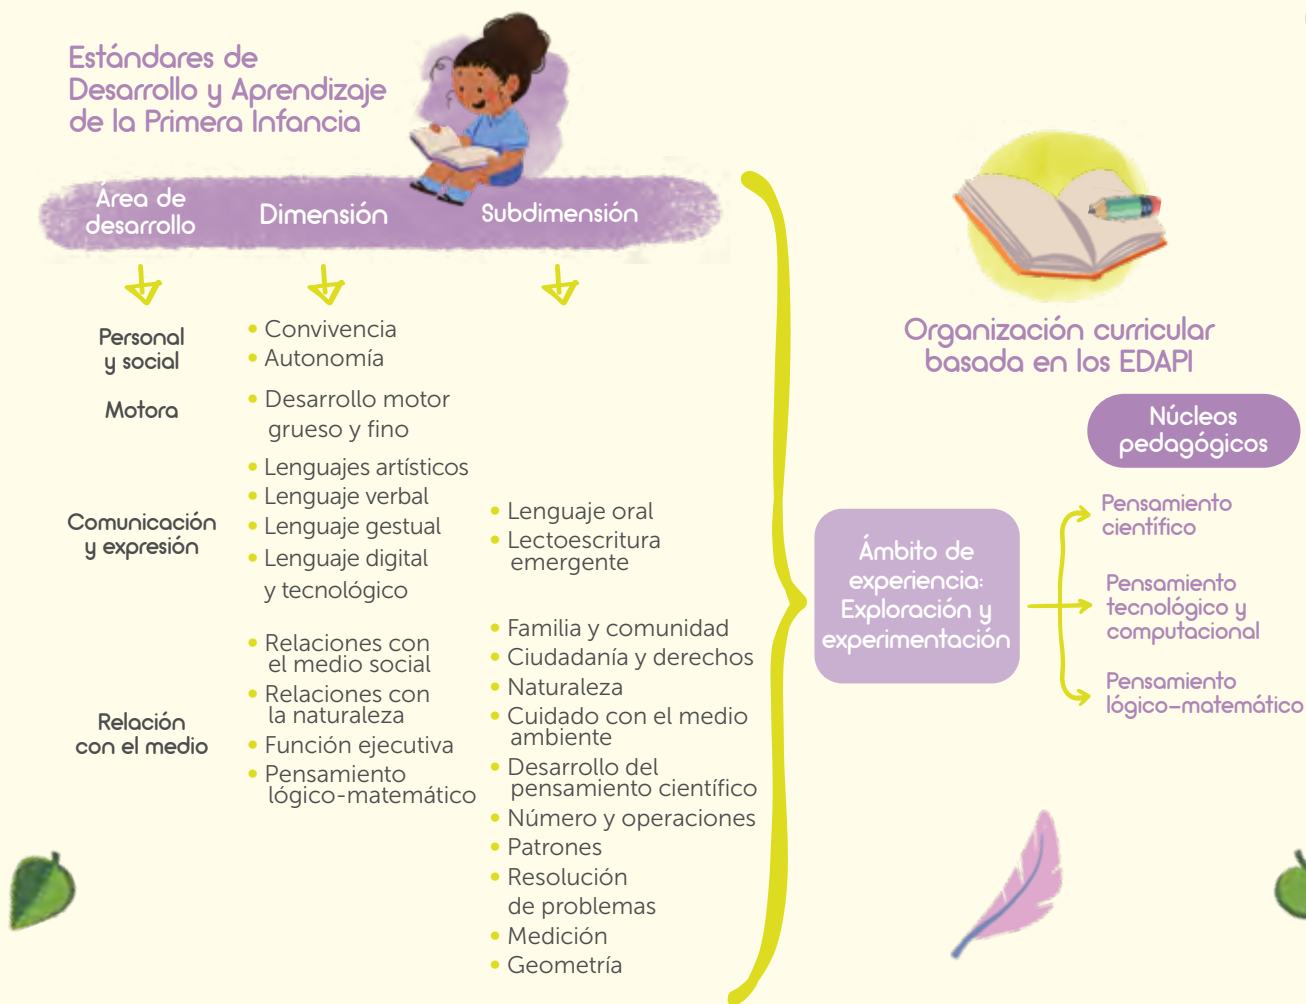 Estándares de
Desarrollo y Aprendizaje
de la Primera Infancia
Área de
desarrollo
Dimensión
Subdimensión
Personal
y social
• Convivencia
• Autonomía
Motora
• Desarrollo motor
grueso y fino
Comunicación
y expresión
• Lenguajes artísticos
• Lenguaje verbal
• Lenguaje gestual
• Lenguaje digital
y tecnológico
• Lenguaje oral
• Lectoescritura
emergente
Relación
con el medio
• Relaciones con
el medio social
• Relaciones con
la naturaleza
• Función ejecutiva
• Pensamiento
lógico-matemático
• Familia y comunidad
• Ciudadanía y derechos
• Naturaleza
• Cuidado con el medio
ambiente
• Desarrollo del
pensamiento científico
• Número y operaciones
• Patrones
• Resolución
de problemas
• Medición
• Geometría
Organización curricular
basada en los EDAPI
Núcleos
pedagógicos
Ámbito de
experiencia:
Exploración y
experimentación
Pensamiento
científico
Pensamiento
tecnológico y
computacional
Pensamiento
lógico-matemático